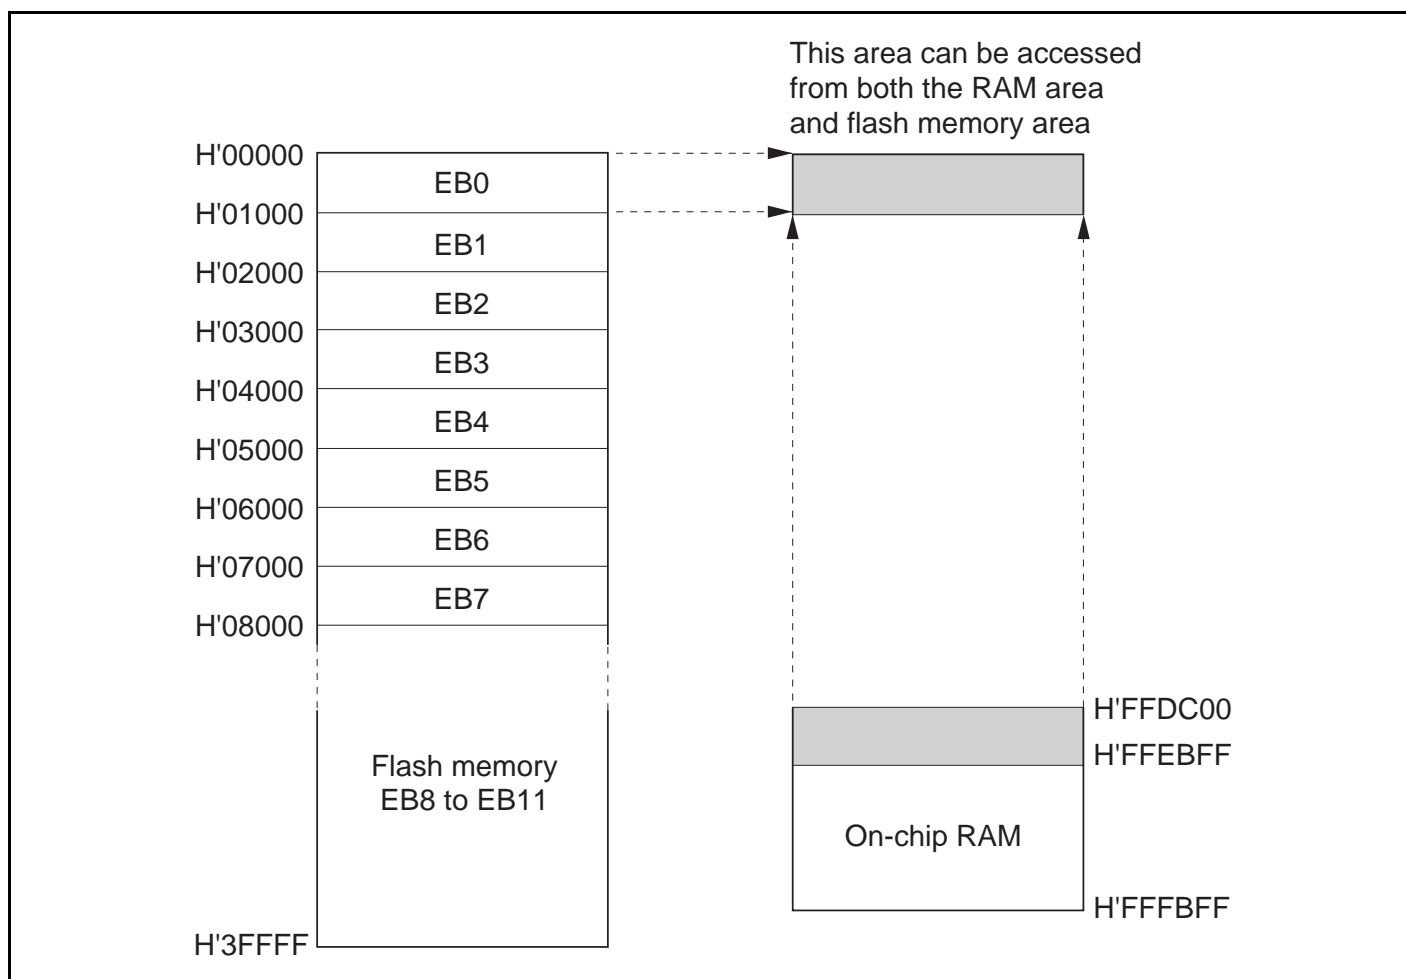 This area can be accessed
from both the RAM area
and flash memory area
H'00000
EB0
H'01000
EB1
H'02000
EB2
H'03000
EB3
H'04000
EB4
H'05000
EB5
H'06000
EB6
H'07000
EB7
H'08000
H'FFDC00
H'FFEBFF
Flash memory
EB8 to EB11
On-chip RAM
H'FFFBFF
H'3FFFF